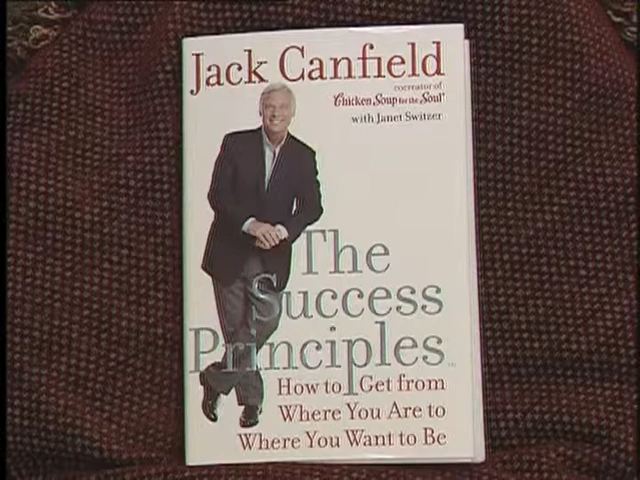 Jack Canfield
cocreator of
Chicken Soup for the Soul
with Janet Switzer
The
Success
Principles
How to Get from
Where You Are to
Where You Want to Be